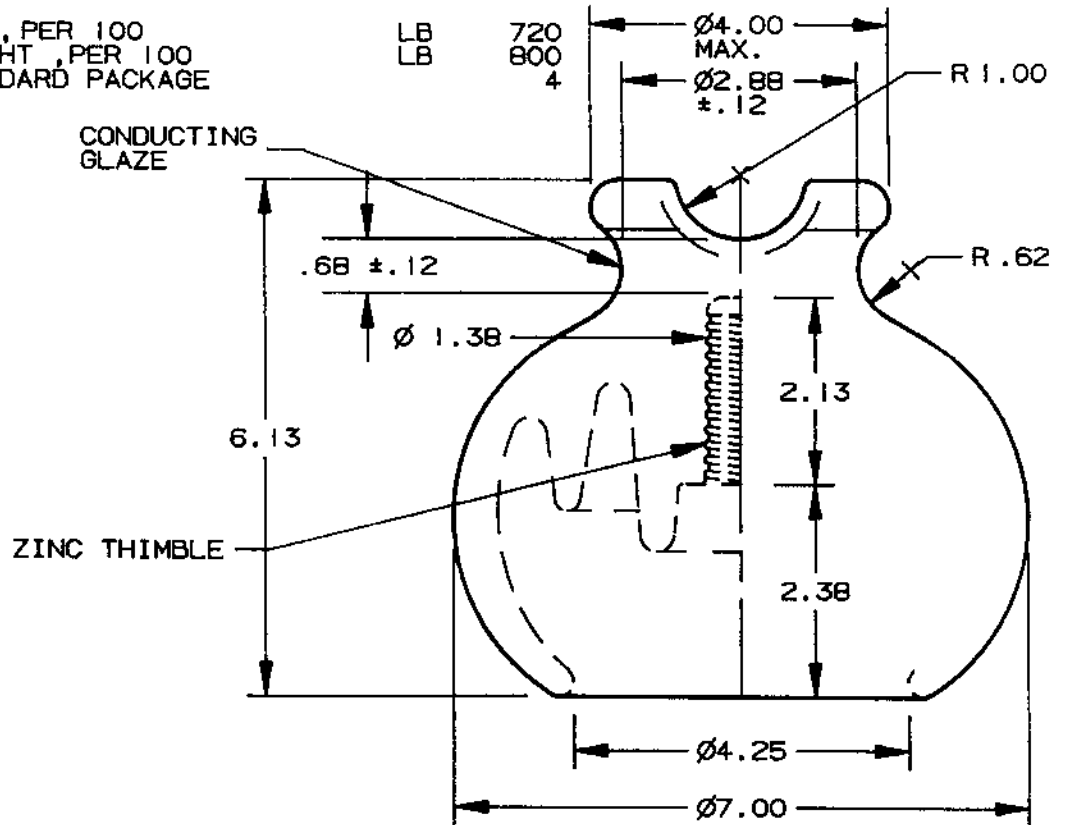 , PER 100 LB 720
HT , PER 100 LB 800
DARD PACKAGE 4
Ø4.00
MAX.
Ø2.88
±.12
R 1.00
CONDUCTING
GLAZE
.68 ±.12
R .62
Ø 1.38
2.13
6.13
ZINC THIMBLE
2.38
Ø4.25
Ø7.00